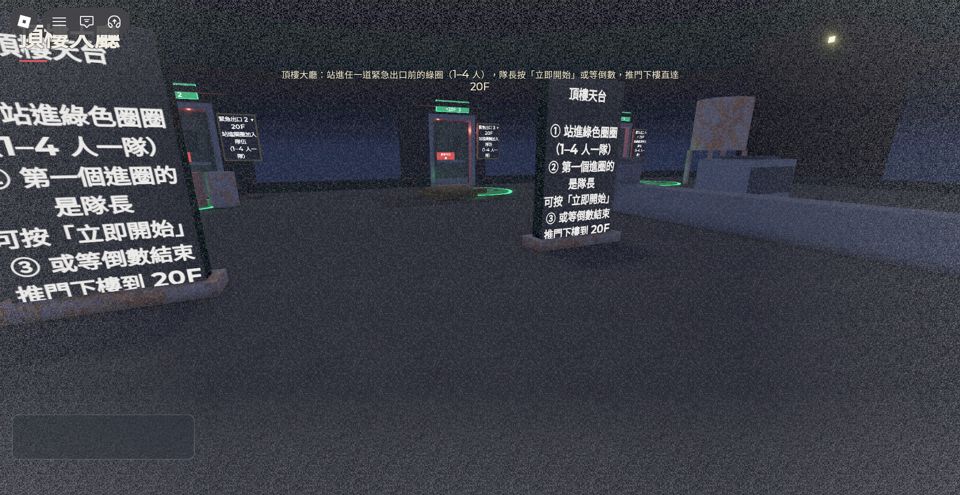 頂樓大廳：站進任一道緊急出口前的綠圈（1–4 人），隊長按「立即開始」或等倒數，推門下樓直達
20F
頂樓天台
站進綠色圈圈
(1–4 人一隊)
第一個進圈的
是隊長
可按「立即開始」
③ 或等倒數結束
推門下樓到 20F
2
緊急出口 2
20F
頂樓天台
① 站進綠色圈圈
(1–4 人一隊)
② 第一個進圈的
是隊長
可按「立即開始」
③ 或等倒數結束
推門下樓到 20F